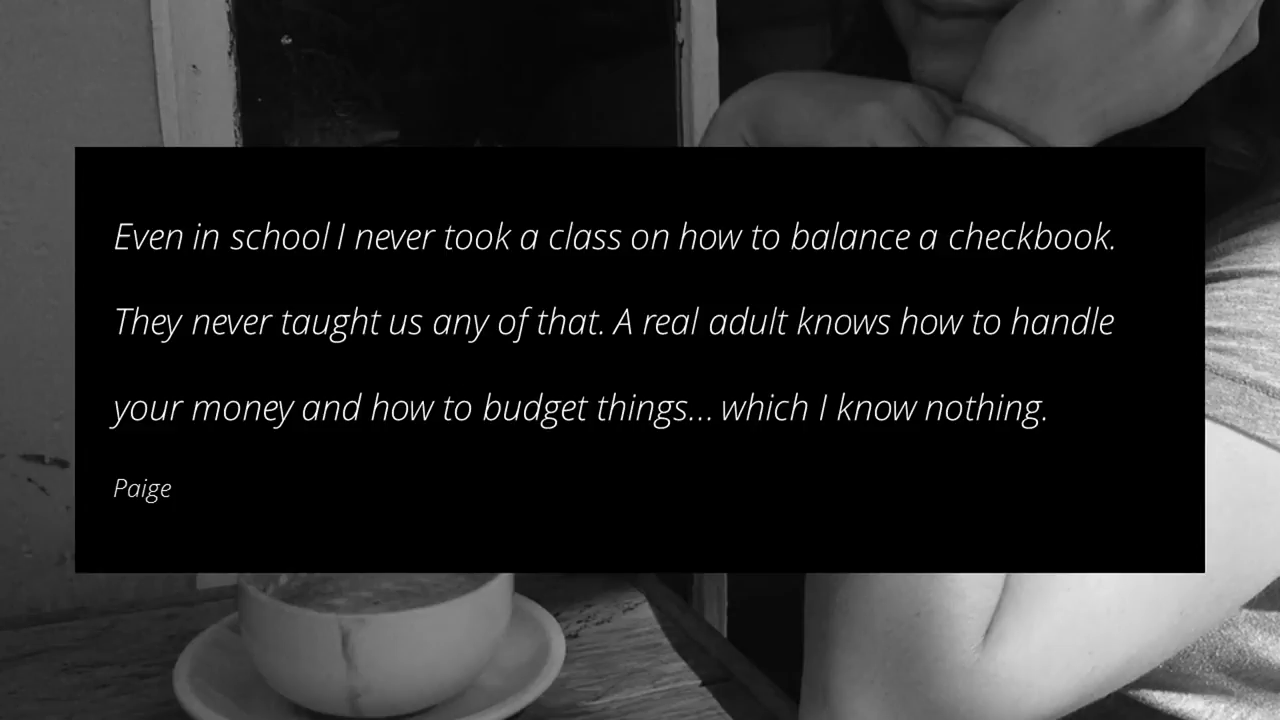 Even in school I never took a class on how to balance a checkbook.
They never taught us any of that. A real adult knows how to handle
your money and how to budget things... which I know nothing.
Paige